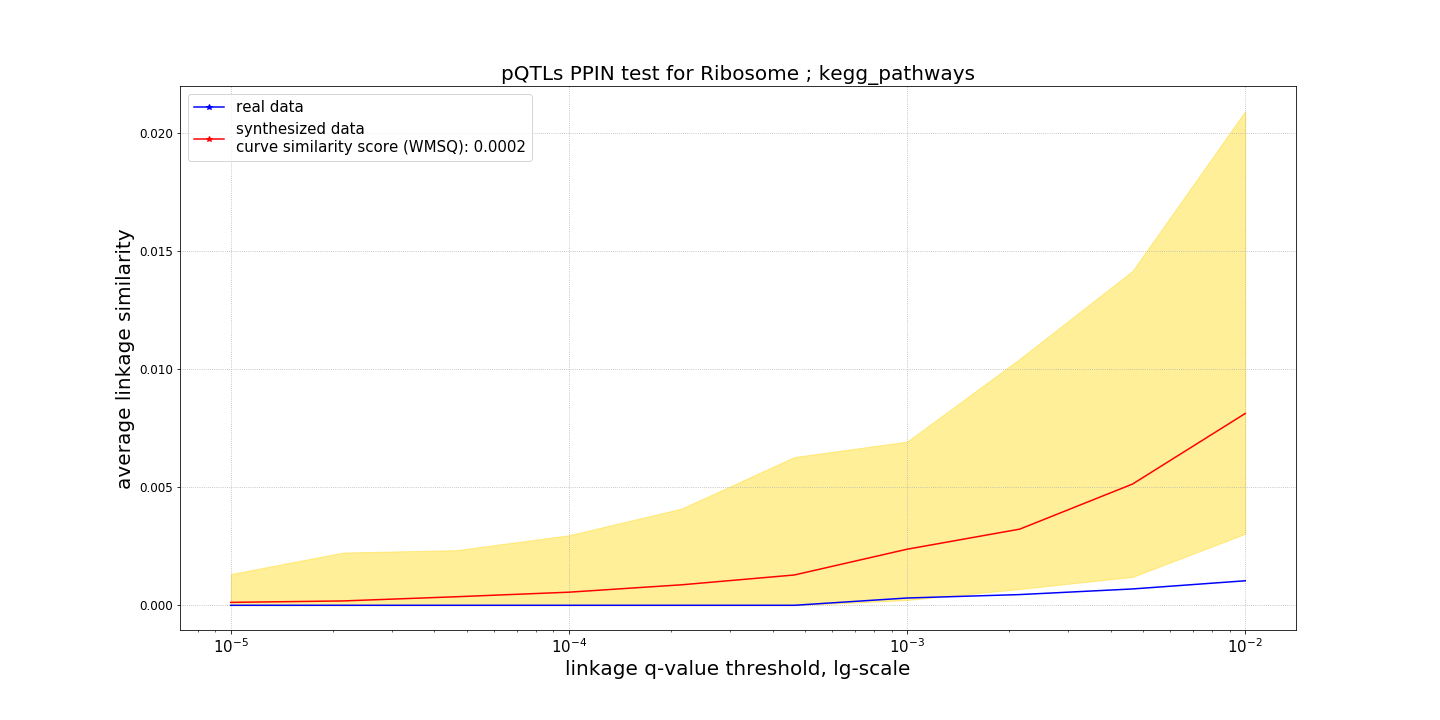 pQTLs PPIN test for Ribosome ; kegg_pathways
real data
synthesized data
curve similarity score (WMSQ): 0.0002
0.020
0.015
0.010
0.005
0.000
average linkage similarity
10⁻⁵
10⁻⁴
10⁻³
10⁻²
linkage q-value threshold, lg-scale